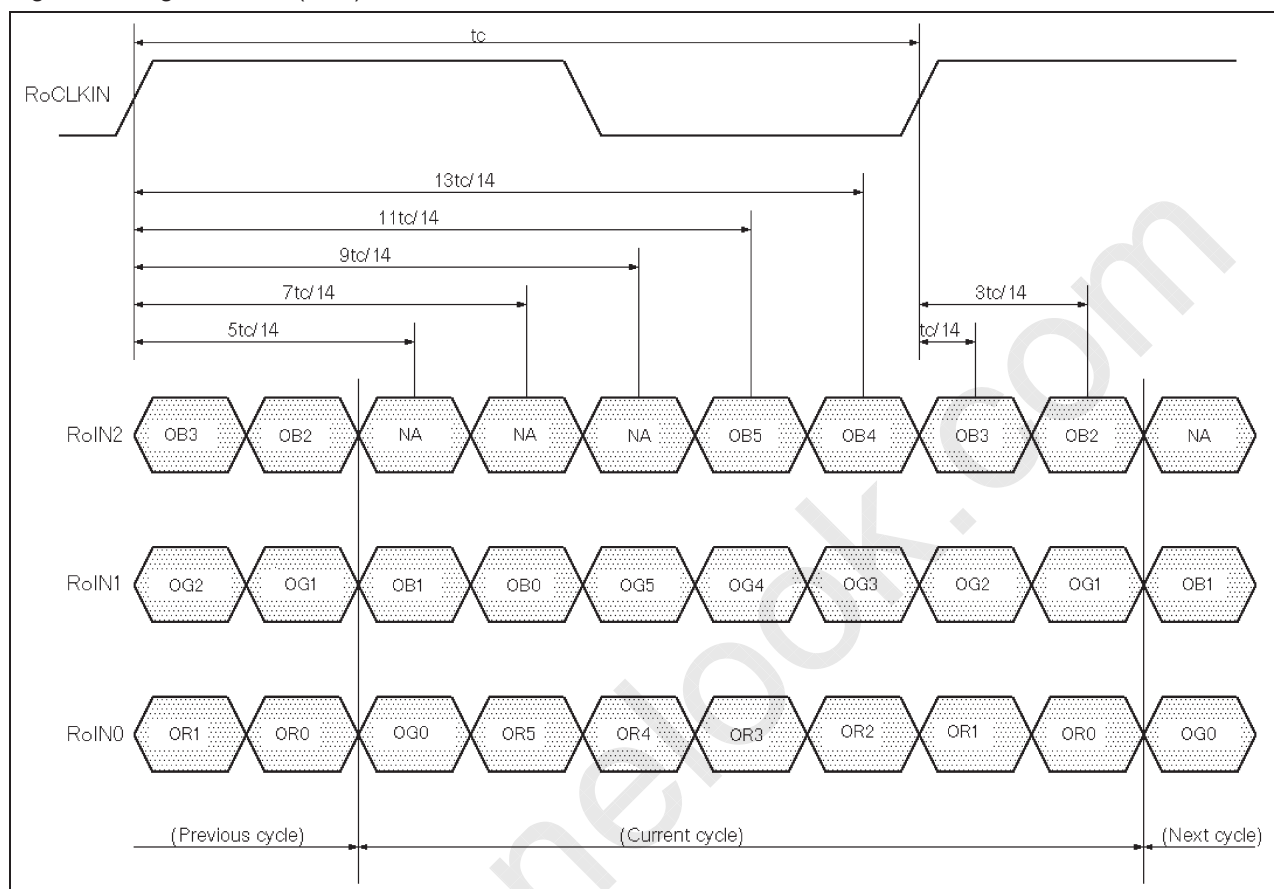 tc
RoCLKIN
13tc/14
11tc/14
9tc/14
7tc/14
3tc/14
5tc/14
tc/14
RoIN2 OB3 OB2 NA NA NA OB5 OB4 OB3 OB2 NA
RoIN1 OG2 OG1 OB1 OB0 OG5 OG4 OG3 OG2 OG1 OB1
RoIN0 OR1 OR0 OG0 OR5 OR4 OR3 OR2 OR1 OR0 OG0
(Previous cycle) (Current cycle) (Next cycle)
nelook.com